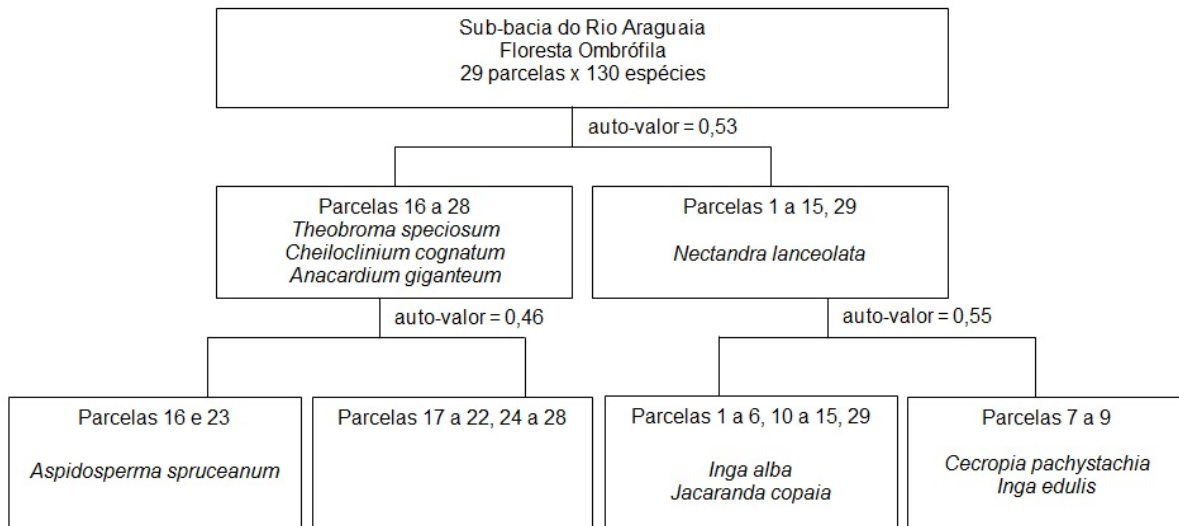 Sub-bacia do Rio Araguaia
Floresta Ombrófila
29 parcelas x 130 espécies
auto-valor = 0,53
Parcelas 16 a 28
Theobroma speciosum
Cheiloclinium cognatum
Anacardium giganteum
Parcelas 1 a 15, 29
Nectandra lanceolata
auto-valor = 0,46
auto-valor = 0,55
Parcelas 16 e 23
Aspidosperma spruceanum
Parcelas 17 a 22, 24 a 28
Parcelas 1 a 6, 10 a 15, 29
Inga alba
Jacaranda copaia
Parcelas 7 a 9
Cecropia pachystachia
Inga edulis